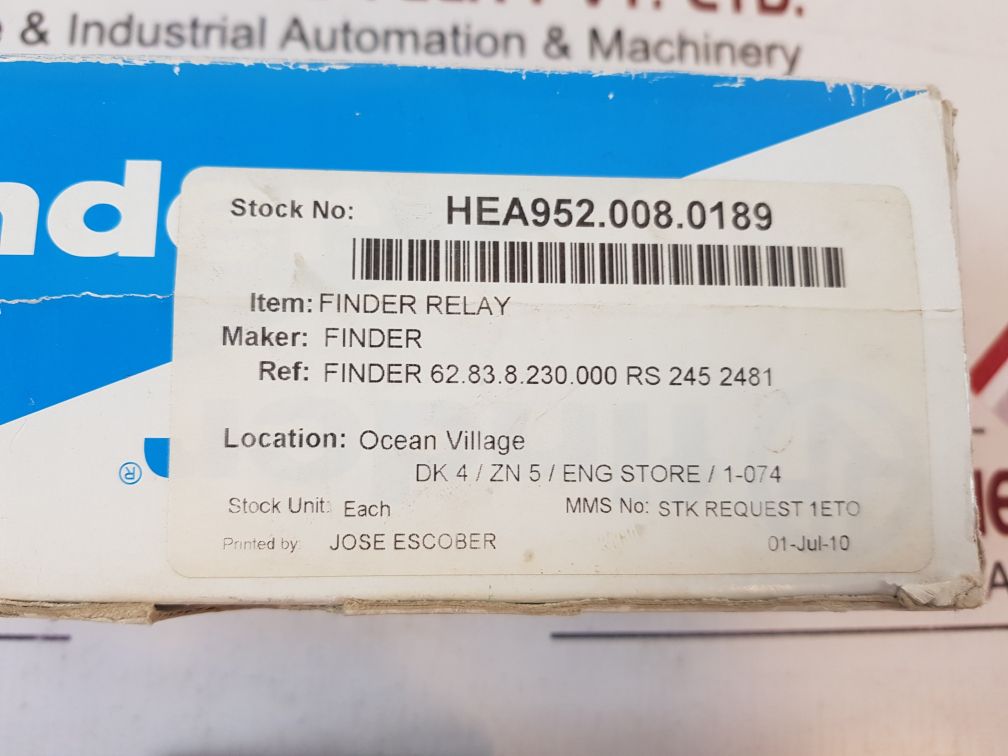 & Industrial Automation & Machinery
Stock No: HEA952.008.0189
Item: FINDER RELAY
Maker: FINDER
Ref: FINDER 62.83.8.230.000 RS 245 2481
Location: Ocean Village
DK 4 / ZN 5 / ENG STORE / 1-074
Stock Unit: Each MMS No: STK REQUEST 1ETO
Printed by: JOSE ESCOBER 01-Jul-10
®